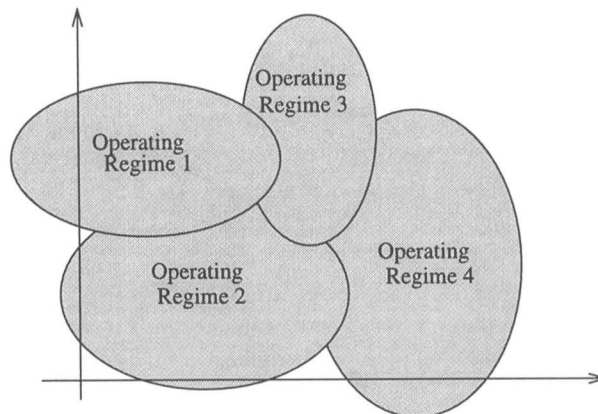 Operating
Regime 3
Operating
Regime 1
Operating
Regime 2
Operating
Regime 4